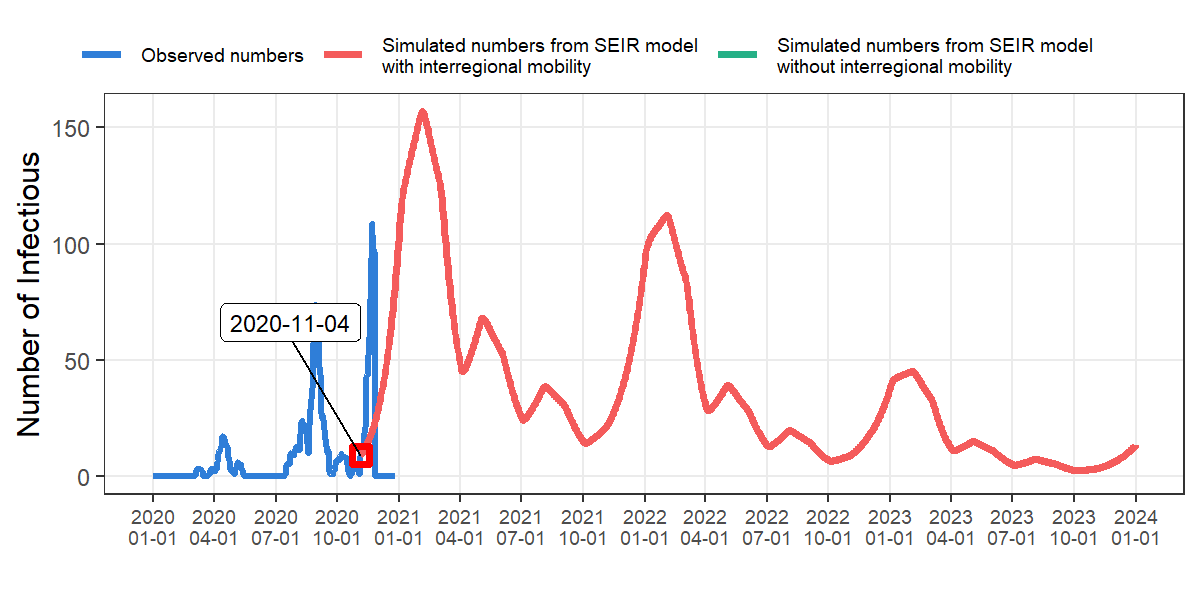 Observed numbers
Simulated numbers from SEIR model
with interregional mobility
Simulated numbers from SEIR model
without interregional mobility
Number of Infectious
150
100
50
0
2020-11-04
2020 2020 2020 2020 2021 2021 2021 2021 2022 2022 2022 2022 2023 2023 2023 2023 2024
01-01 04-01 07-01 10-01 01-01 04-01 07-01 10-01 01-01 04-01 07-01 10-01 01-01 04-01 07-01 10-01 01-01